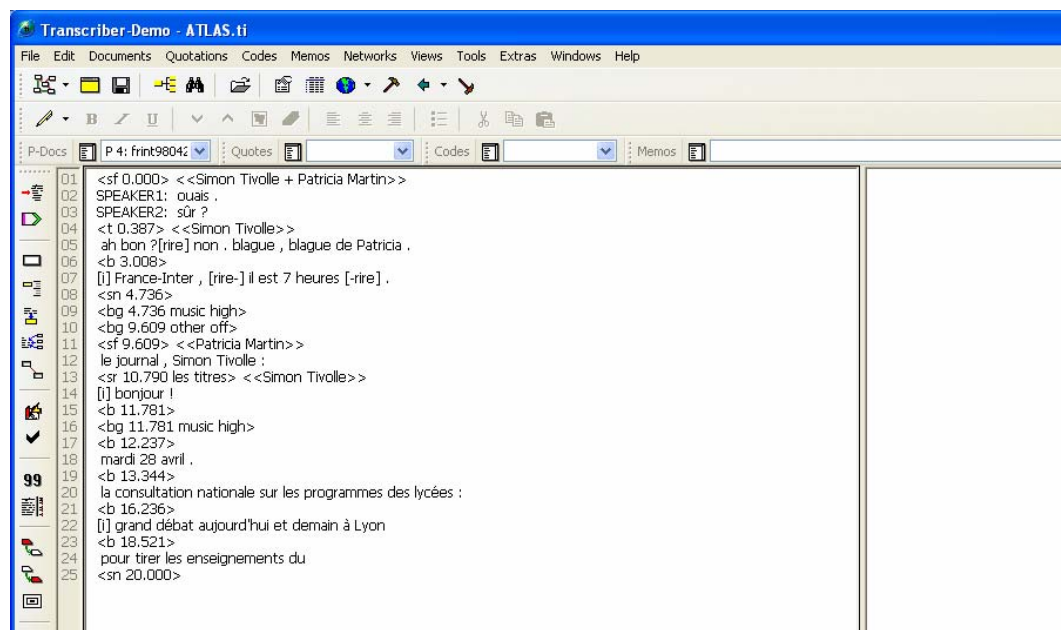 Transcriber-Demo - ATLAS.ti
File Edit Documents Quotations Codes Memos Networks Views Tools Extras Windows Help
B I U
P-Docs P 4: frint98042 Quotes Codes Memos
01 <sf 0.000> <<Simon Tivolle + Patricia Martin>>
02 SPEAKER1: ouais .
03 SPEAKER2: sûr ?
04 <t 0.387> <<Simon Tivolle>>
05 ah bon ?[rire] non . blague , blague de Patricia .
06 <b 3.008>
07 [i] France-Inter , [rire-] il est 7 heures [-rire] .
08 <sn 4.736>
09 <bg 4.736 music high>
10 <bg 9.609 other off>
11 <sf 9.609> <<Patricia Martin>>
12 le journal , Simon Tivolle :
13 <sr 10.790 les titres> <<Simon Tivolle>>
14 [i] bonjour !
15 <b 11.781>
16 <bg 11.781 music high>
17 <b 12.237>
18 mardi 28 avril .
19 <b 13.344>
20 la consultation nationale sur les programmes des lycées :
21 <b 16.236>
22 [i] grand débat aujourd'hui et demain à Lyon
23 <b 18.521>
24 pour tirer les enseignements du
25 <sn 20.000>
99